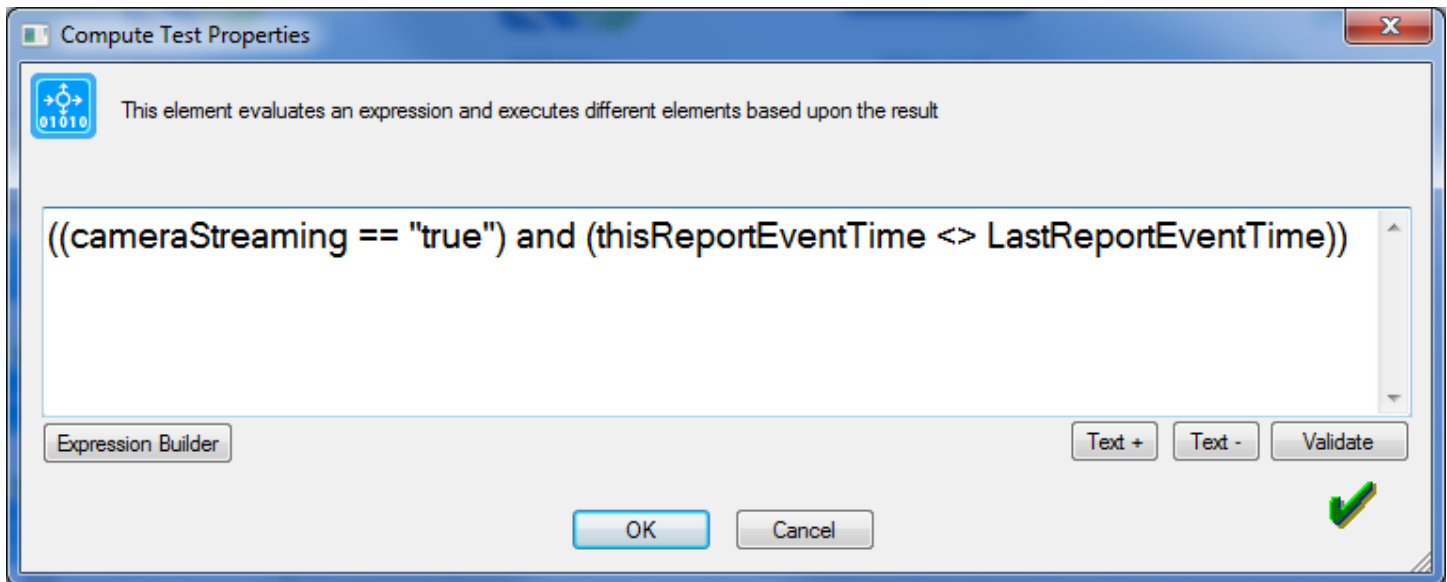 Compute Test Properties
01010
This element evaluates an expression and executes different elements based upon the result
((cameraStreaming == "true") and (thisReportEventTime <> LastReportEventTime))
Expression Builder
Text +
Text -
Validate
OK
Cancel